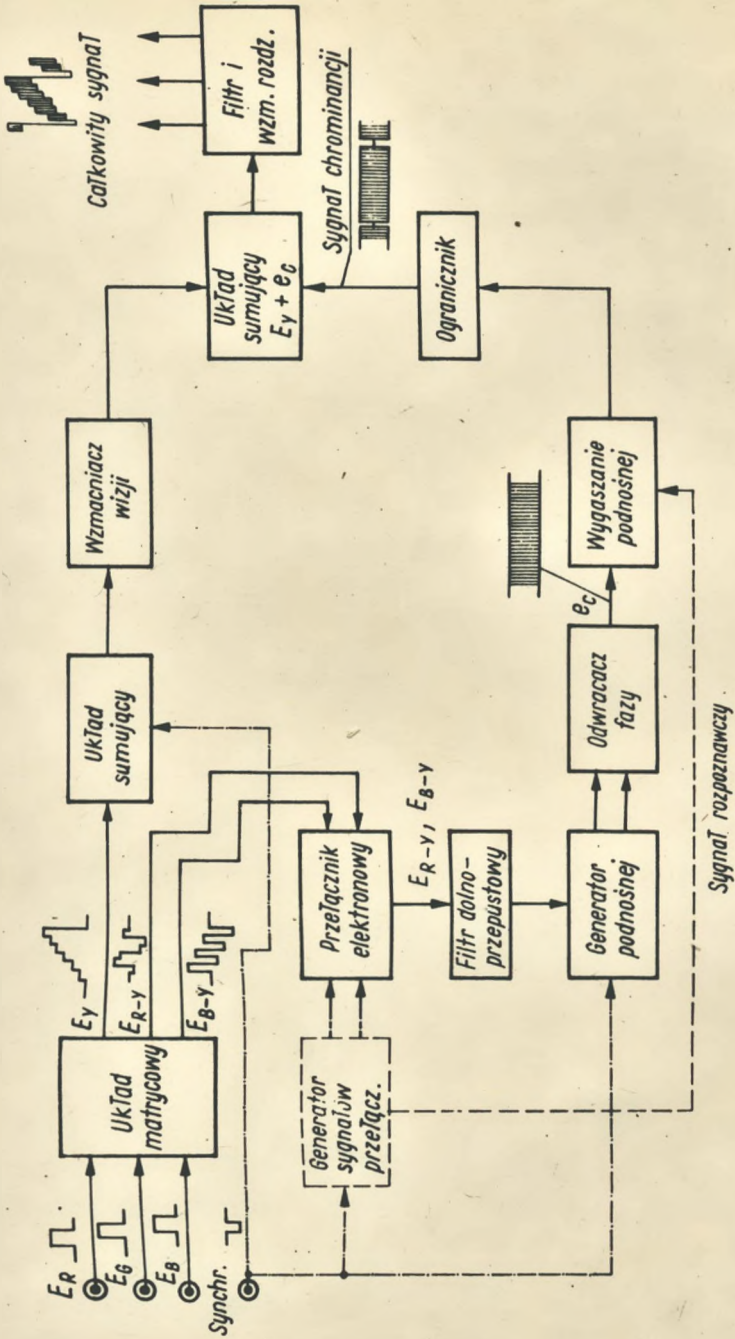 E_R
E_G
E_B
Synchr.
Układ
matrycowy
E_Y
E_R-Y
E_B-Y
Układ
sumujący
Wzmacniacz
wizji
Układ
sumujący
E_Y + e_C
Filtr i
wzm. rozdz.
Całkowity sygnał
Sygnał chrominancji
Generator
sygnałów
przełącz.
Przełącznik
elektronowy
E_R-Y, E_B-Y
Filtr dolno-
przepustowy
Generator
podnośnej
Odwracacz
fazy
e_C
Wygaszanie
podnośnej
Ogranicznik
Sygnał rozpoznawczy